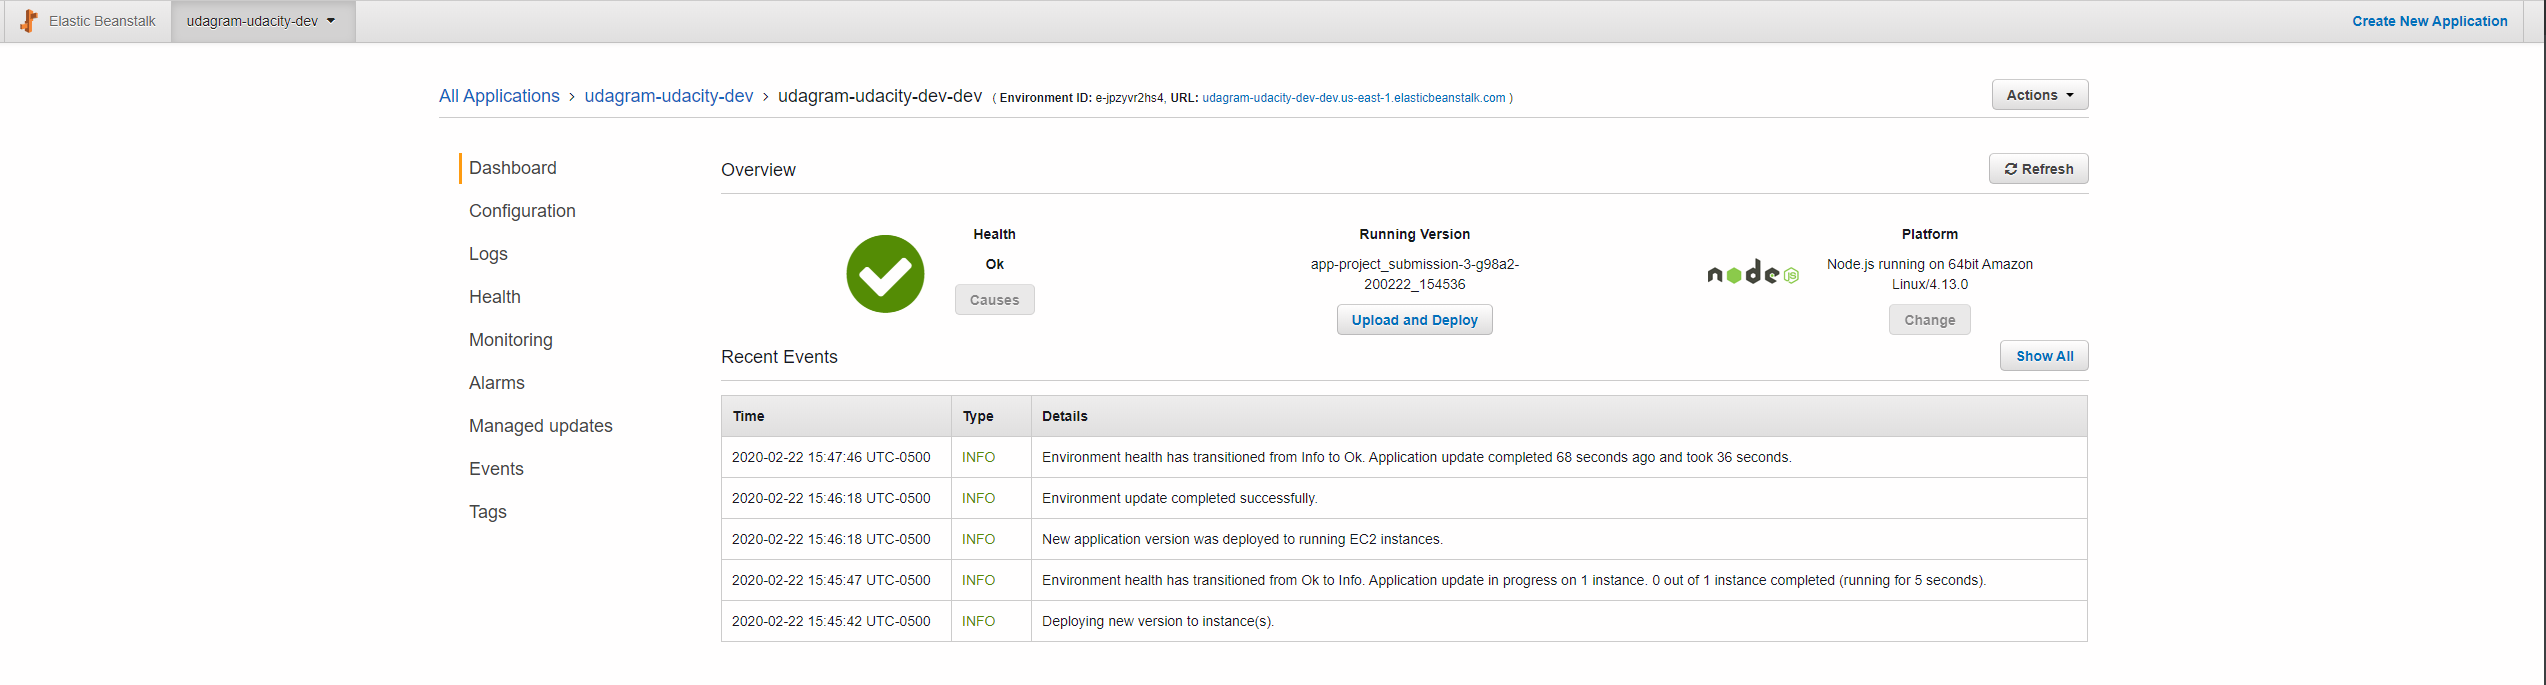 Elastic Beanstalk udagram-udacity-dev Create New Application
All Applications > udagram-udacity-dev > udagram-udacity-dev-dev ( Environment ID: e-jpzyvr2hs4, URL: udagram-udacity-dev-dev.us-east-1.elasticbeanstalk.com ) Actions
Dashboard
Configuration
Logs
Health
Monitoring
Alarms
Managed updates
Events
Tags
Overview Refresh
Health
Ok
Causes
Running Version
app-project_submission-3-g98a2-
200222_154536
Upload and Deploy
node JS
Platform
Node.js running on 64bit Amazon
Linux/4.13.0
Change
Recent Events Show All
Time Type Details
2020-02-22 15:47:46 UTC-0500 INFO Environment health has transitioned from Info to Ok. Application update completed 68 seconds ago and took 36 seconds.
2020-02-22 15:46:18 UTC-0500 INFO Environment update completed successfully.
2020-02-22 15:46:18 UTC-0500 INFO New application version was deployed to running EC2 instances.
2020-02-22 15:45:47 UTC-0500 INFO Environment health has transitioned from Ok to Info. Application update in progress on 1 instance. 0 out of 1 instance completed (running for 5 seconds).
2020-02-22 15:45:42 UTC-0500 INFO Deploying new version to instance(s).